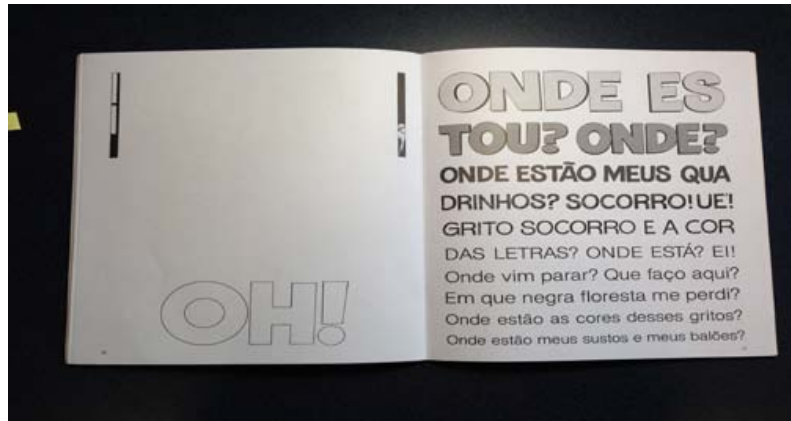 OH!
ONDE ES
TOU? ONDE?
ONDE ESTÃO MEUS QUA
DRINHOS? SOCORRO! UE!
GRITO SOCORRO E A COR
DAS LETRAS? ONDE ESTÁ? EI!
Onde vim parar? Que faço aqui?
Em que negra floresta me perdi?
Onde estão as cores desses gritos?
Onde estão meus sustos e meus balões?